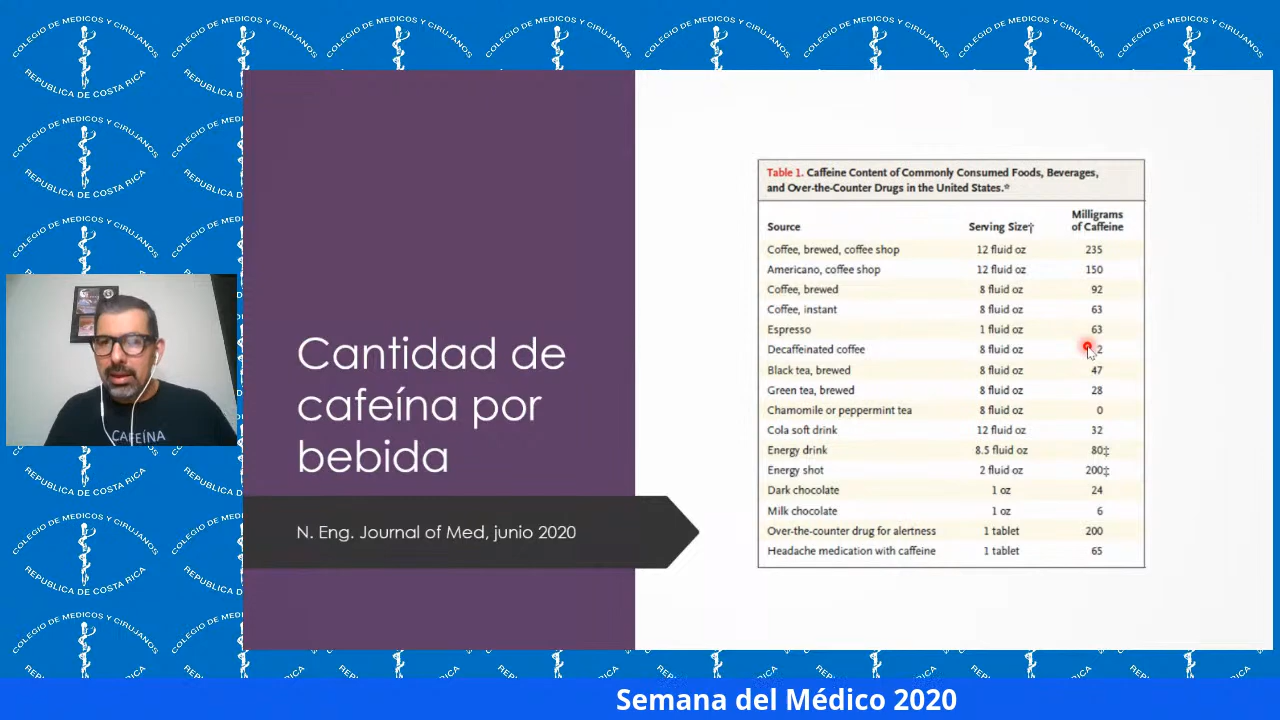 COLEGIO DE MEDICOS Y CIRUJANOS
REPUBLICA DE COSTA RICA
CAFEÍNA
Cantidad de
cafeína por
bebida
N. Eng. Journal of Med, junio 2020
Table 1. Caffeine Content of Commonly Consumed Foods, Beverages,
and Over-the-Counter Drugs in the United States.*
Source Serving Size† Milligrams of Caffeine
Coffee, brewed, coffee shop 12 fluid oz 235
Americano, coffee shop 12 fluid oz 150
Coffee, brewed 8 fluid oz 92
Coffee, instant 8 fluid oz 63
Espresso 1 fluid oz 63
Decaffeinated coffee 8 fluid oz 2
Black tea, brewed 8 fluid oz 47
Green tea, brewed 8 fluid oz 28
Chamomile or peppermint tea 8 fluid oz 0
Cola soft drink 12 fluid oz 32
Energy drink 8.5 fluid oz 80‡
Energy shot 2 fluid oz 200‡
Dark chocolate 1 oz 24
Milk chocolate 1 oz 6
Over-the-counter drug for alertness 1 tablet 200
Headache medication with caffeine 1 tablet 65
Semana del Médico 2020